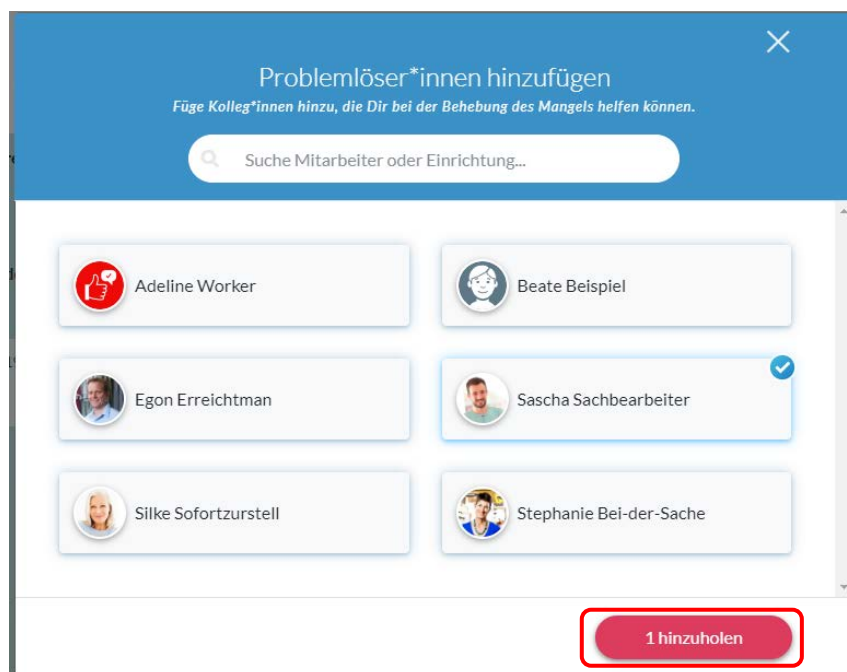 Problemlöser*innen hinzufügen
Füge Kolleg*innen hinzu, die Dir bei der Behebung des Mangels helfen können.
Suche Mitarbeiter oder Einrichtung...
Adeline Worker
Beate Beispiel
Egon Erreichtman
Sascha Sachbearbeiter
Silke Sofortzurstell
Stephanie Bei-der-Sache
1 hinzuholen